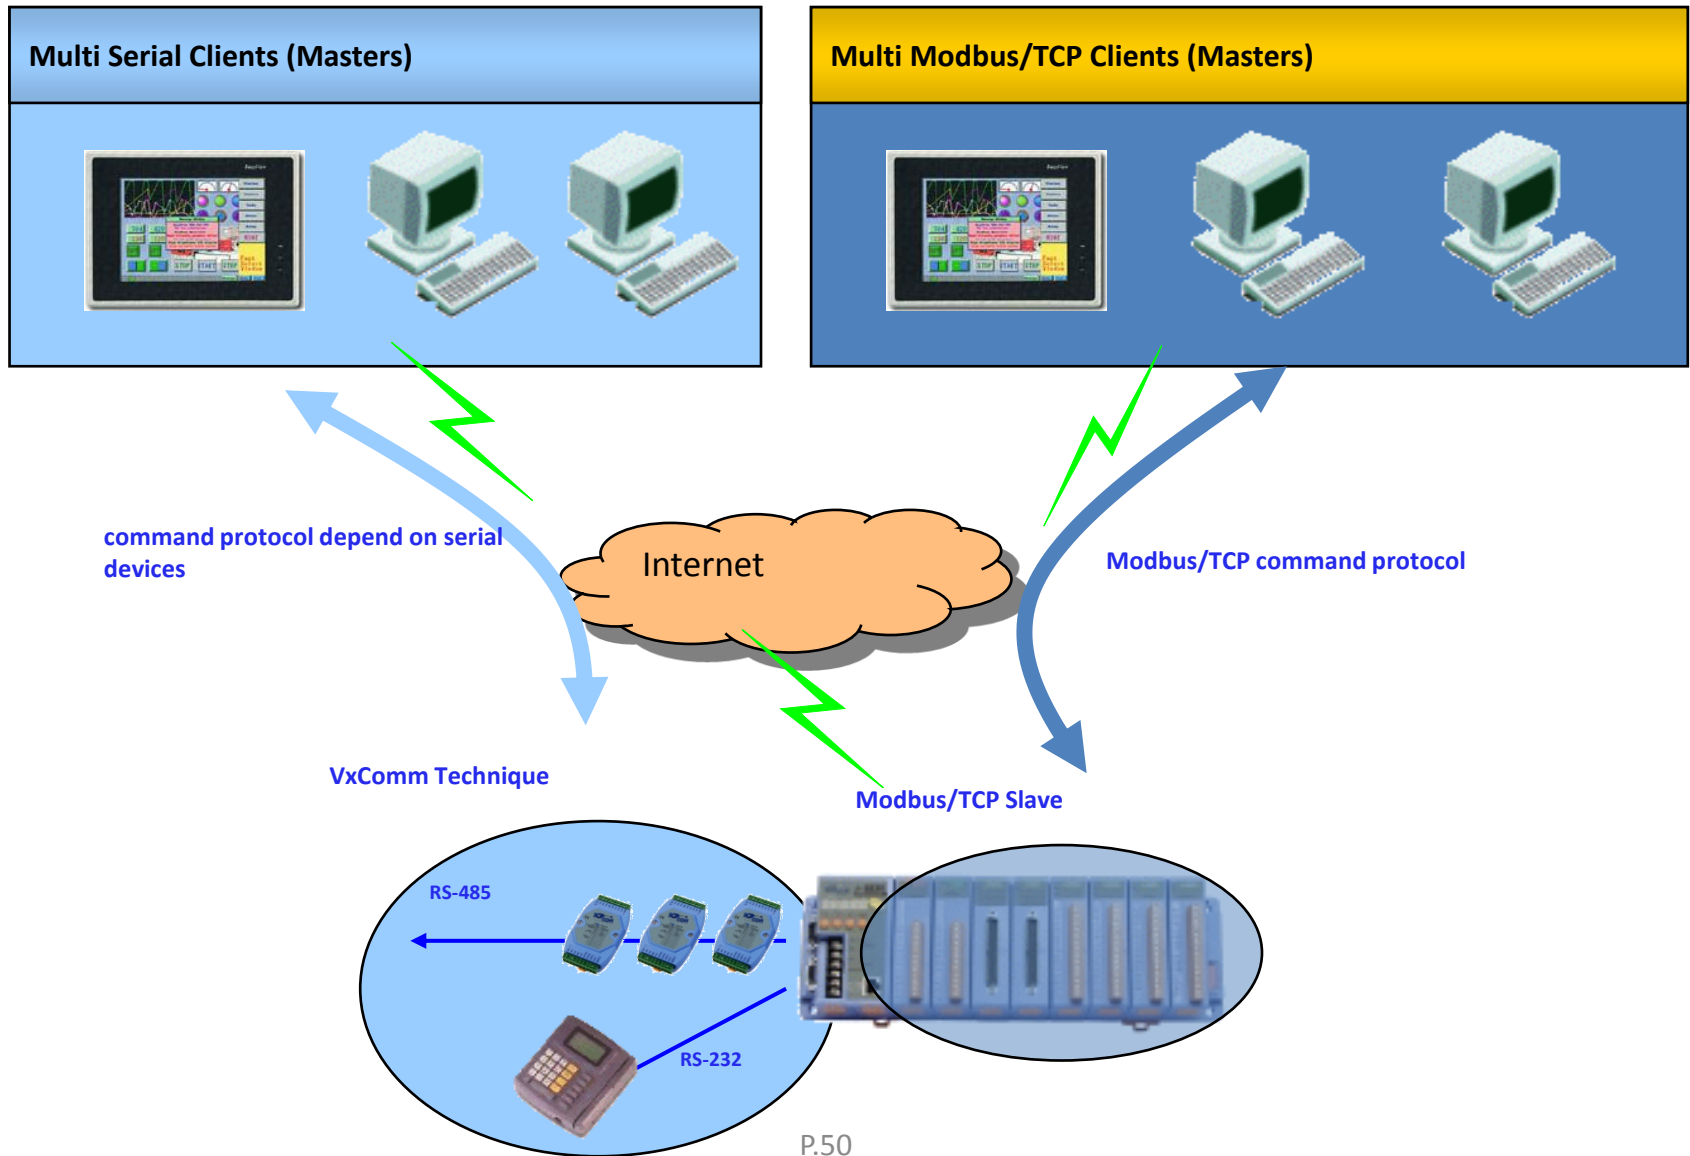 Multi Serial Clients (Masters)
Multi Modbus/TCP Clients (Masters)
command protocol depend on serial
devices
Internet
Modbus/TCP command protocol
VxComm Technique
Modbus/TCP Slave
RS-485
RS-232
P.50